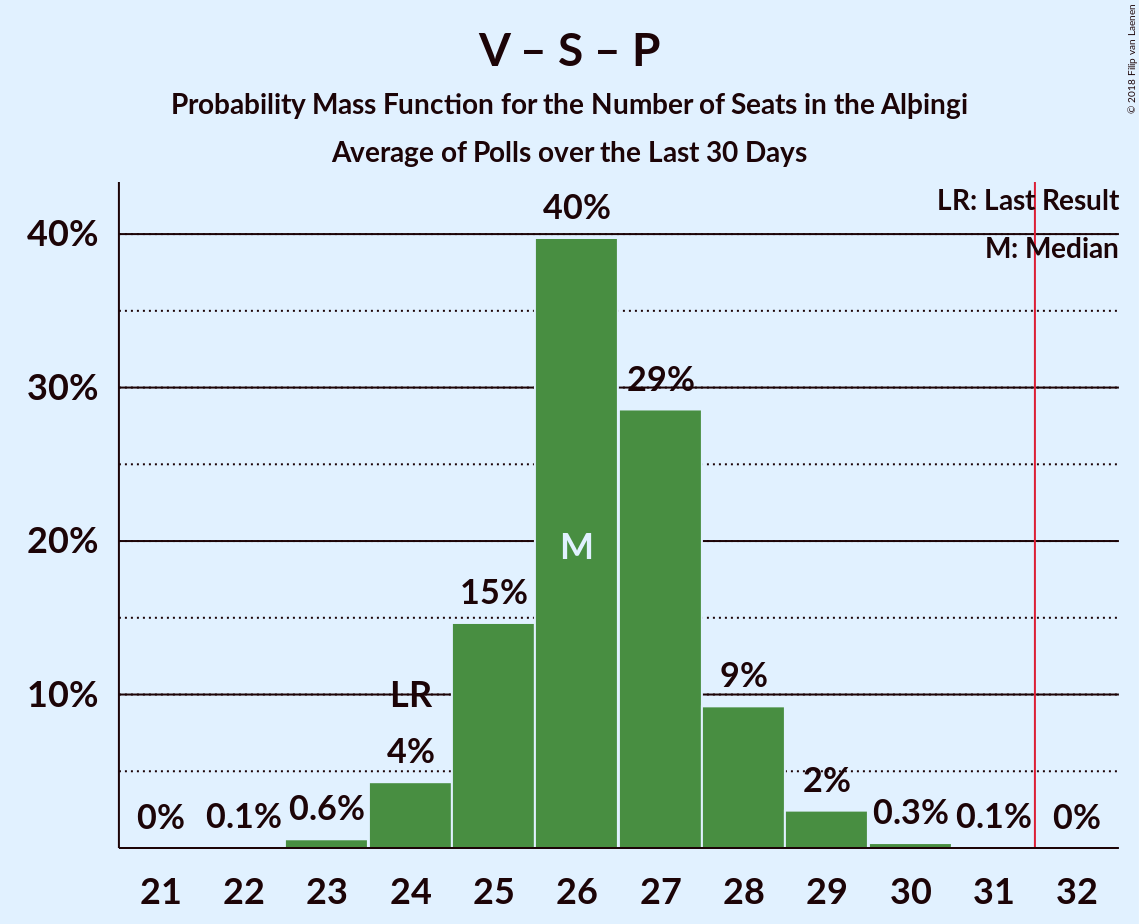 V – S – P
Probability Mass Function for the Number of Seats in the Alþingi
Average of Polls over the Last 30 Days
© 2018 Filip van Laenen
LR: Last Result
M: Median
40%
30%
20%
10%
0%
0.1%
0.6%
4%
LR
15%
40%
M
29%
9%
2%
0.3%
0.1%
0%
21 22 23 24 25 26 27 28 29 30 31 32